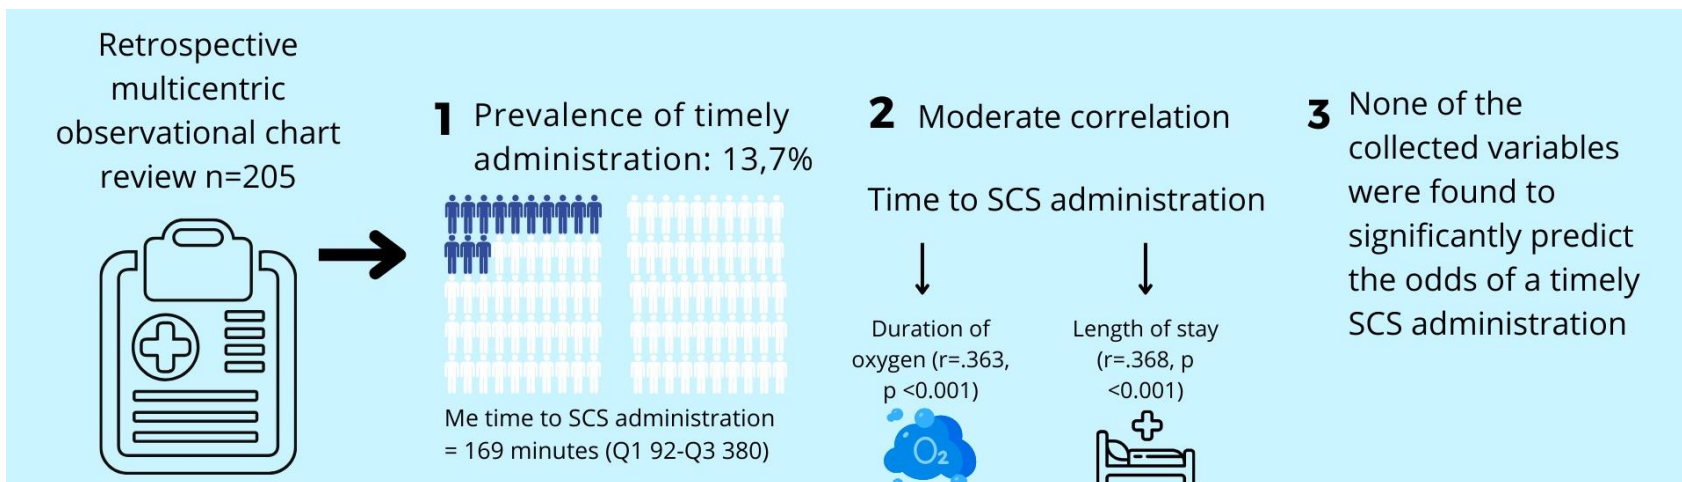 Retrospective
multicentric
observational chart
review n=205
1 Prevalence of timely
administration: 13,7%
Me time to SCS administration
= 169 minutes (Q1 92-Q3 380)
2 Moderate correlation
Time to SCS administration
Duration of
oxygen (r=.363,
p <0.001)
O2
Length of stay
(r=.368, p
<0.001)
3 None of the
collected variables
were found to
significantly predict
the odds of a timely
SCS administration